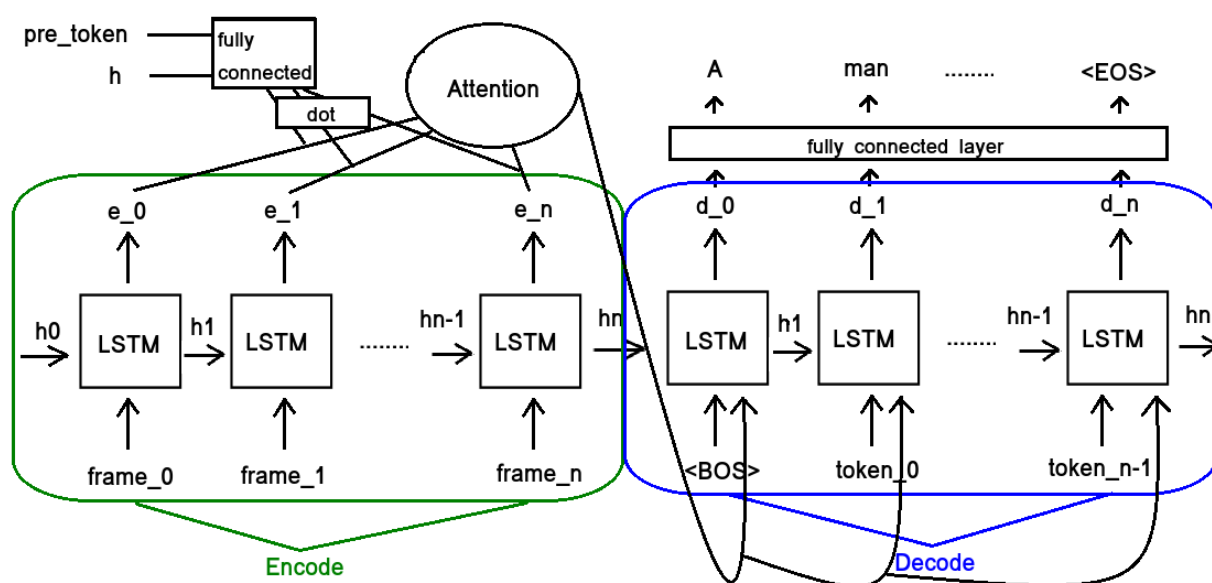 pre_token
h
fully
connected
dot
Attention
A man ........ <EOS>
fully connected layer
e_0 e_1 e_n
d_0 d_1 d_n
h0 LSTM h1 LSTM ........ hn-1 LSTM hn
LSTM h1 LSTM ........ hn-1 LSTM hn
frame_0 frame_1 frame_n
<BOS> token_0 token_n-1
Encode
Decode